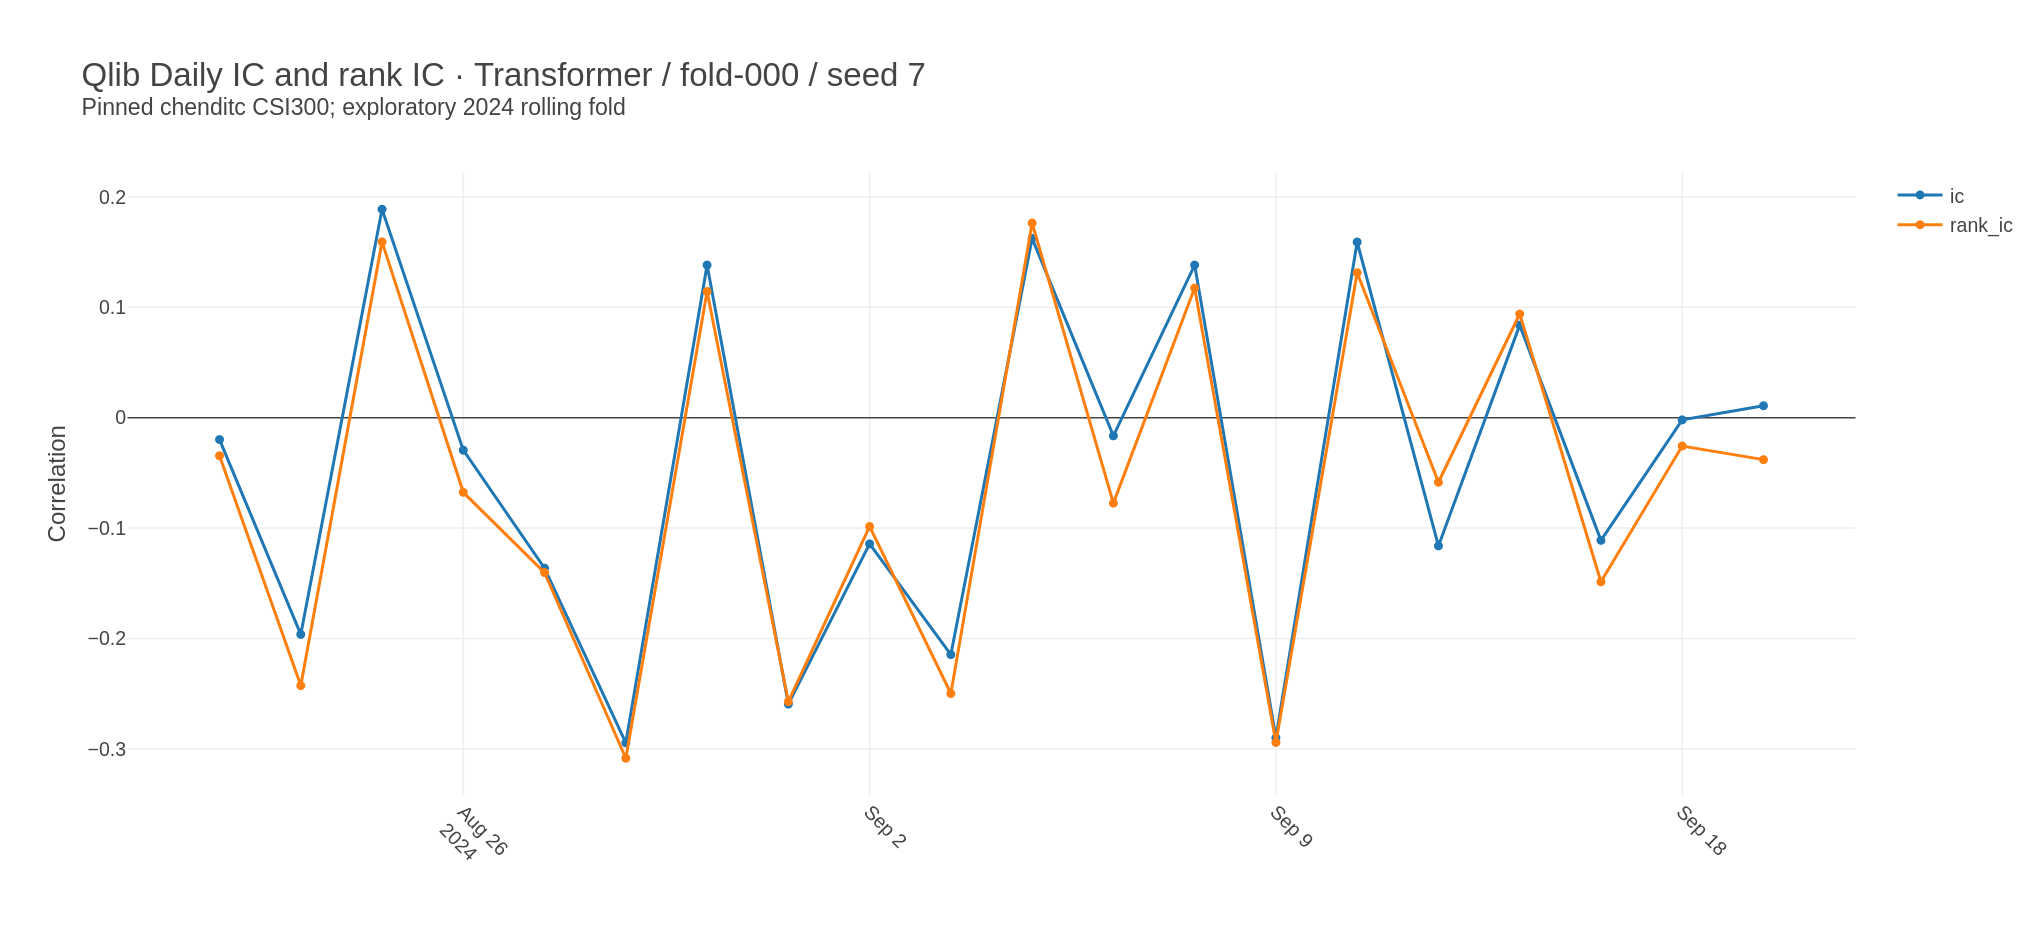 Qlib Daily IC and rank IC · Transformer / fold-000 / seed 7
Pinned chenditc CSI300; exploratory 2024 rolling fold
ic
rank_ic
Correlation
0.2
0.1
0
−0.1
−0.2
−0.3
Aug 26
2024
Sep 2
Sep 9
Sep 18